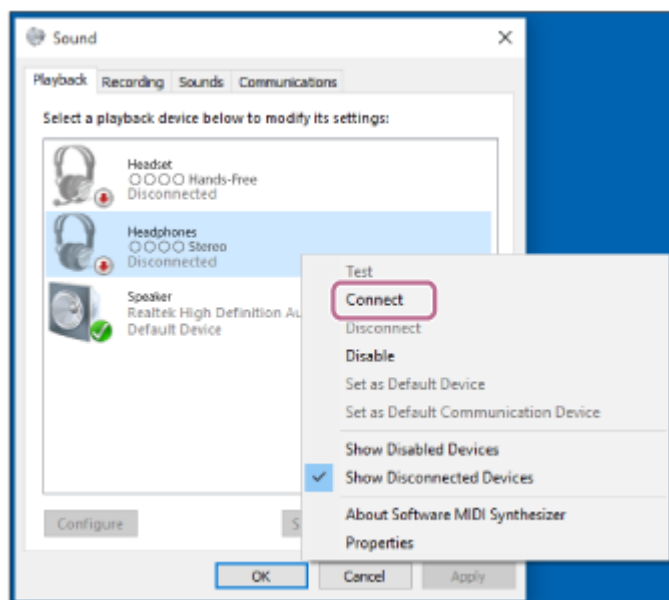 Sound
Playback Recording Sounds Communications
Select a playback device below to modify its settings:
Headset
○○○○ Hands-Free
Disconnected
Headphones
○○○○ Stereo
Disconnected
Speaker
Realtek High Definition Au
Default Device
Test
Connect
Disconnect
Disable
Set as Default Device
Set as Default Communication Device
Show Disabled Devices
Show Disconnected Devices
About Software MIDI Synthesizer
Properties
Configure S
OK Cancel Apply